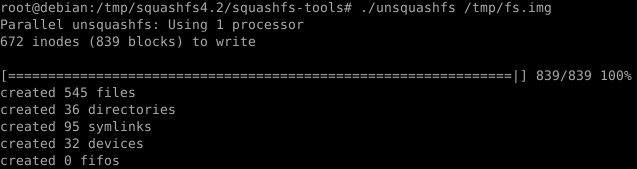 root@debian:/tmp/squashfs4.2/squashfs-tools# ./unsquashfs /tmp/fs.img
Parallel unsquashfs: Using 1 processor
672 inodes (839 blocks) to write

[===============================================================|] 839/839 100%
created 545 files
created 36 directories
created 95 symlinks
created 32 devices
created 0 fifos